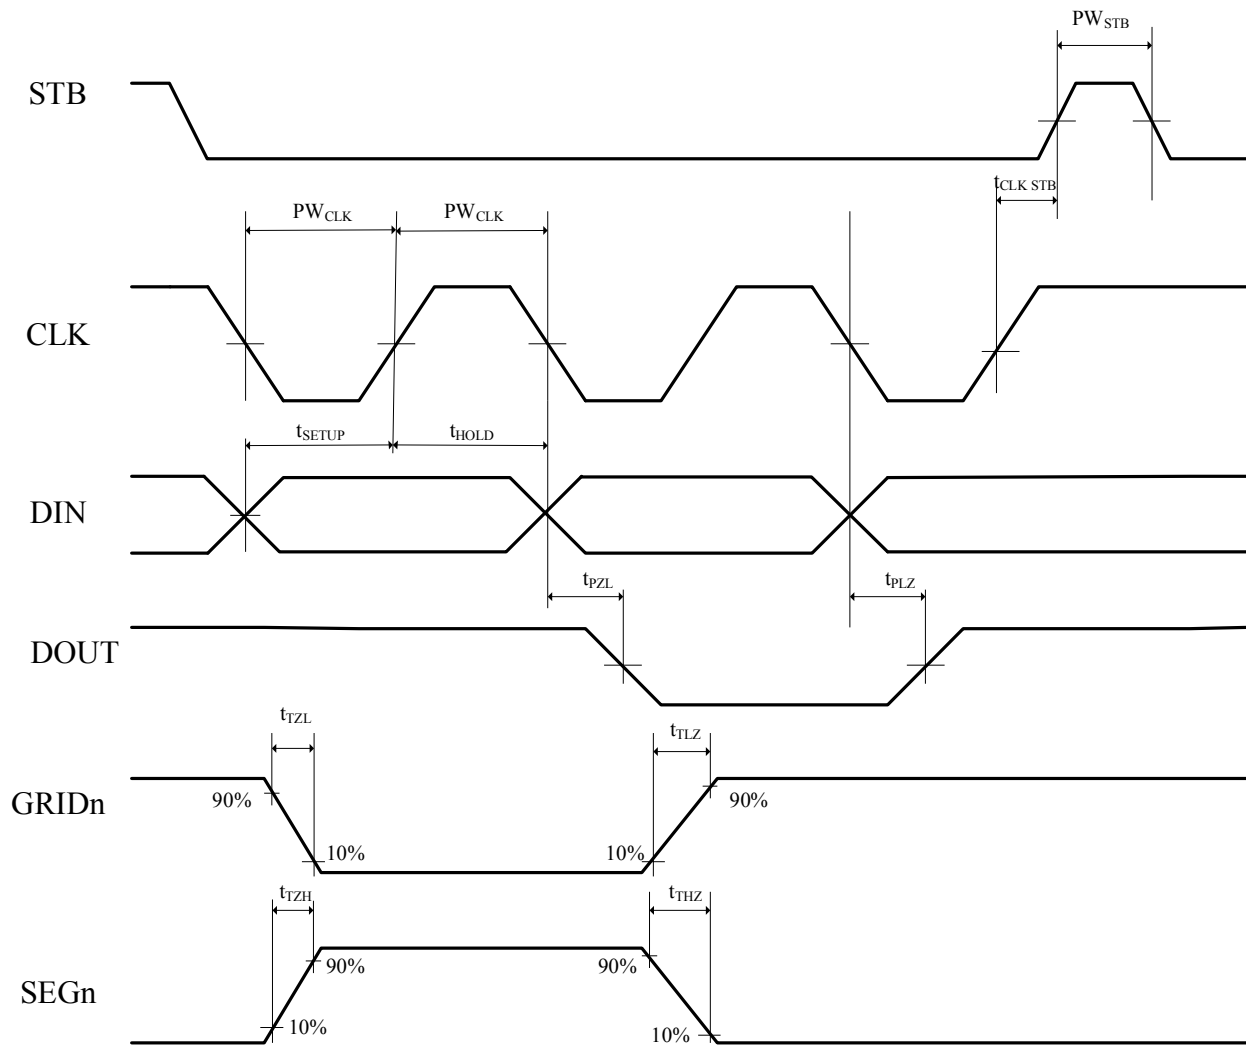 PWSTB
STB
tCLK STB
PWCLK PWCLK
CLK
tSETUP tHOLD
DIN
tPZL tPLZ
DOUT
tTZL tTLZ
GRIDn 90% 90%
10% 10%
tTZH tTHZ
90% 90%
SEGn
10% 10%